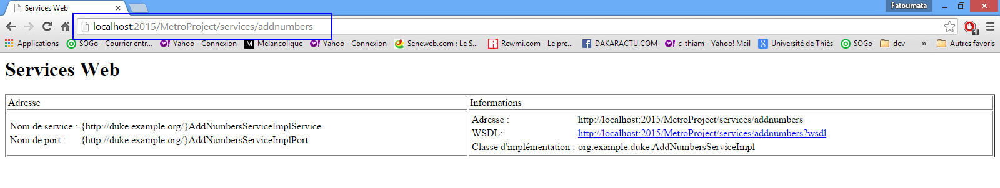 Services Web
Fatoumata
localhost:2015/MetroProject/services/addnumbers
1
Applications SOGo - Courrier entr... Yahoo - Connexion Melancolique Yahoo - Connexion Seneweb.com : Le S... Rewmi.com - Le pre... DAKARACTU.COM c_thiam - Yahoo! Mail Université de Thiès SOGo dev » Autres favoris
Services Web
Adresse Informations
Nom de service : {http://duke.example.org/}AddNumbersServiceImplService
Nom de port : {http://duke.example.org/}AddNumbersServiceImplPort
Adresse : http://localhost:2015/MetroProject/services/addnumbers
WSDL: http://localhost:2015/MetroProject/services/addnumbers?wsdl
Classe d'implémentation : org.example.duke.AddNumbersServiceImpl